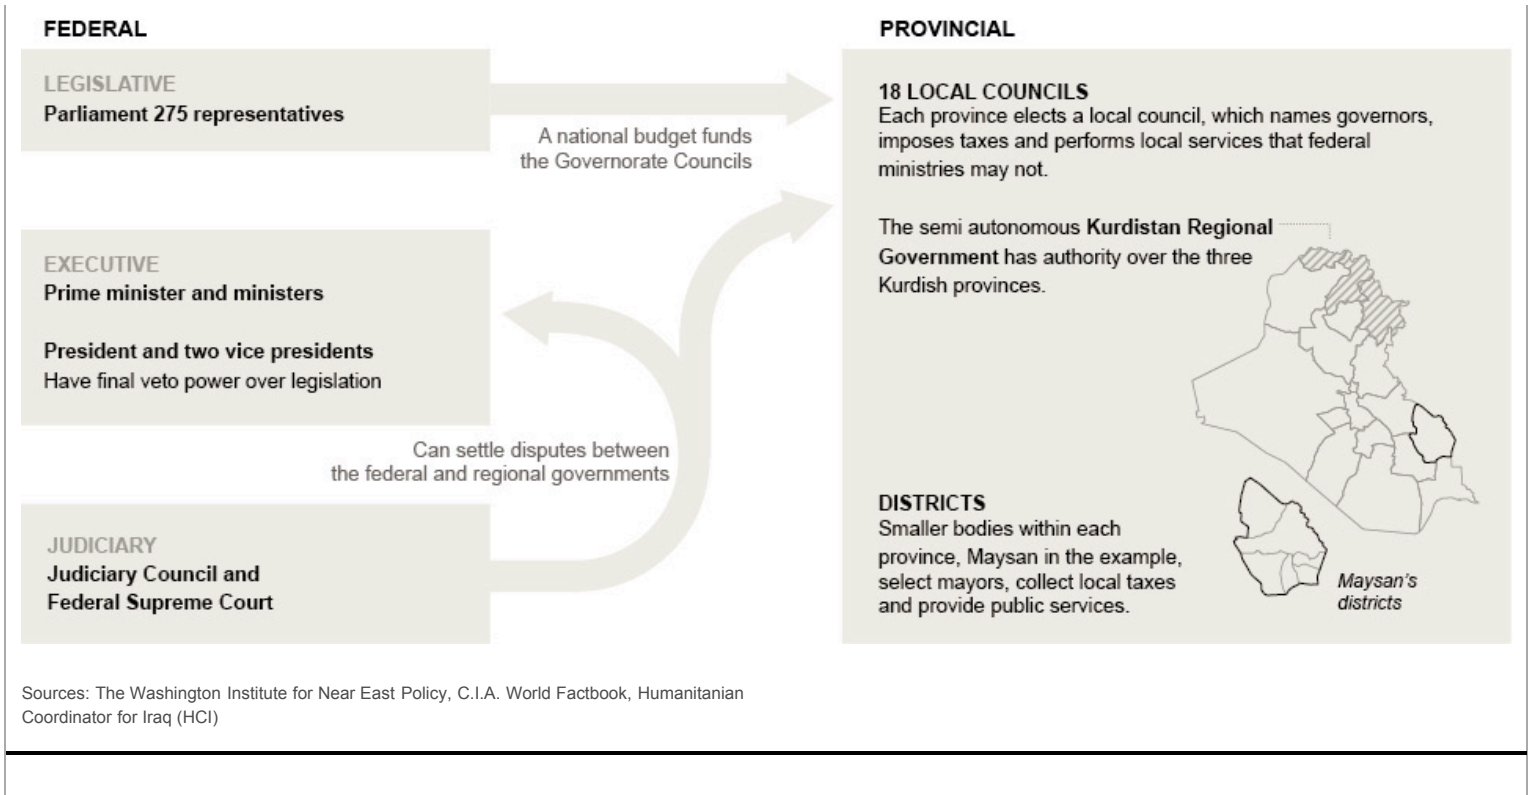 FEDERAL
LEGISLATIVE
Parliament 275 representatives
A national budget funds
the Governorate Councils
EXECUTIVE
Prime minister and ministers
President and two vice presidents
Have final veto power over legislation
Can settle disputes between
the federal and regional governments
JUDICIARY
Judiciary Council and
Federal Supreme Court
PROVINCIAL
18 LOCAL COUNCILS
Each province elects a local council, which names governors,
imposes taxes and performs local services that federal
ministries may not.
The semi autonomous Kurdistan Regional
Government has authority over the three
Kurdish provinces.
DISTRICTS
Smaller bodies within each
province, Maysan in the example,
select mayors, collect local taxes
and provide public services.
Maysan's
districts
Sources: The Washington Institute for Near East Policy, C.I.A. World Factbook, Humanitanian
Coordinator for Iraq (HCI)